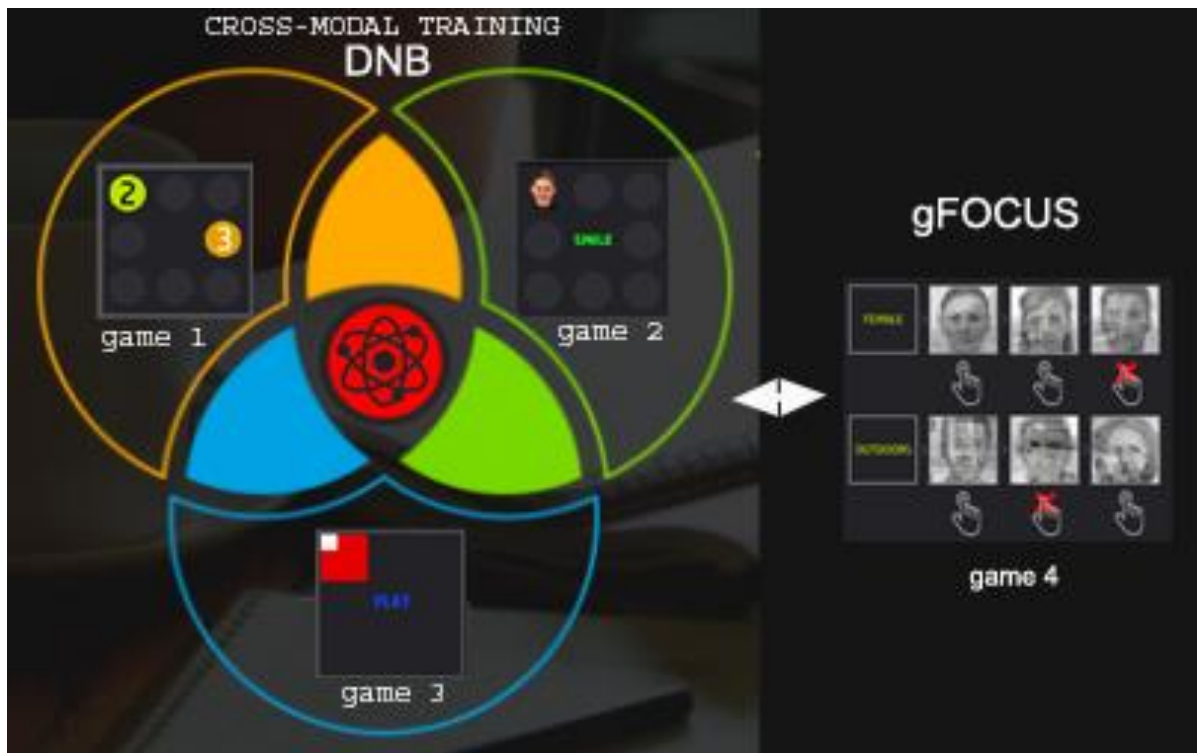 CROSS-MODAL TRAINING
DNB
2
3
game 1
SMILE
game 2
PLAY
game 3
gFOCUS
FEMALE
OUTDOORS
game 4